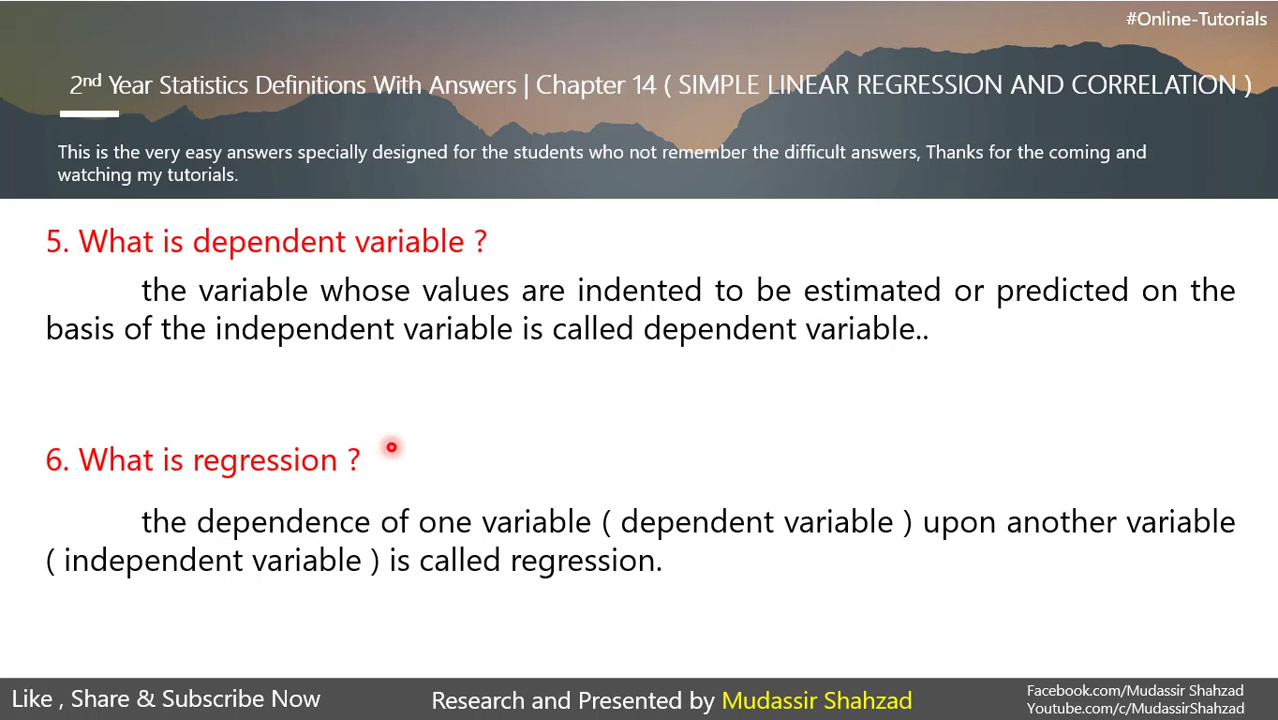 #Online-Tutorials
2nd Year Statistics Definitions With Answers | Chapter 14 ( SIMPLE LINEAR REGRESSION AND CORRELATION )
This is the very easy answers specially designed for the students who not remember the difficult answers, Thanks for the coming and
watching my tutorials.
5. What is dependent variable ?
the variable whose values are indented to be estimated or predicted on the
basis of the independent variable is called dependent variable..
6. What is regression ?
the dependence of one variable ( dependent variable ) upon another variable
( independent variable ) is called regression.
Like , Share & Subscribe Now
Research and Presented by Mudassir Shahzad
Facebook.com/Mudassir Shahzad
Youtube.com/c/MudassirShahzad